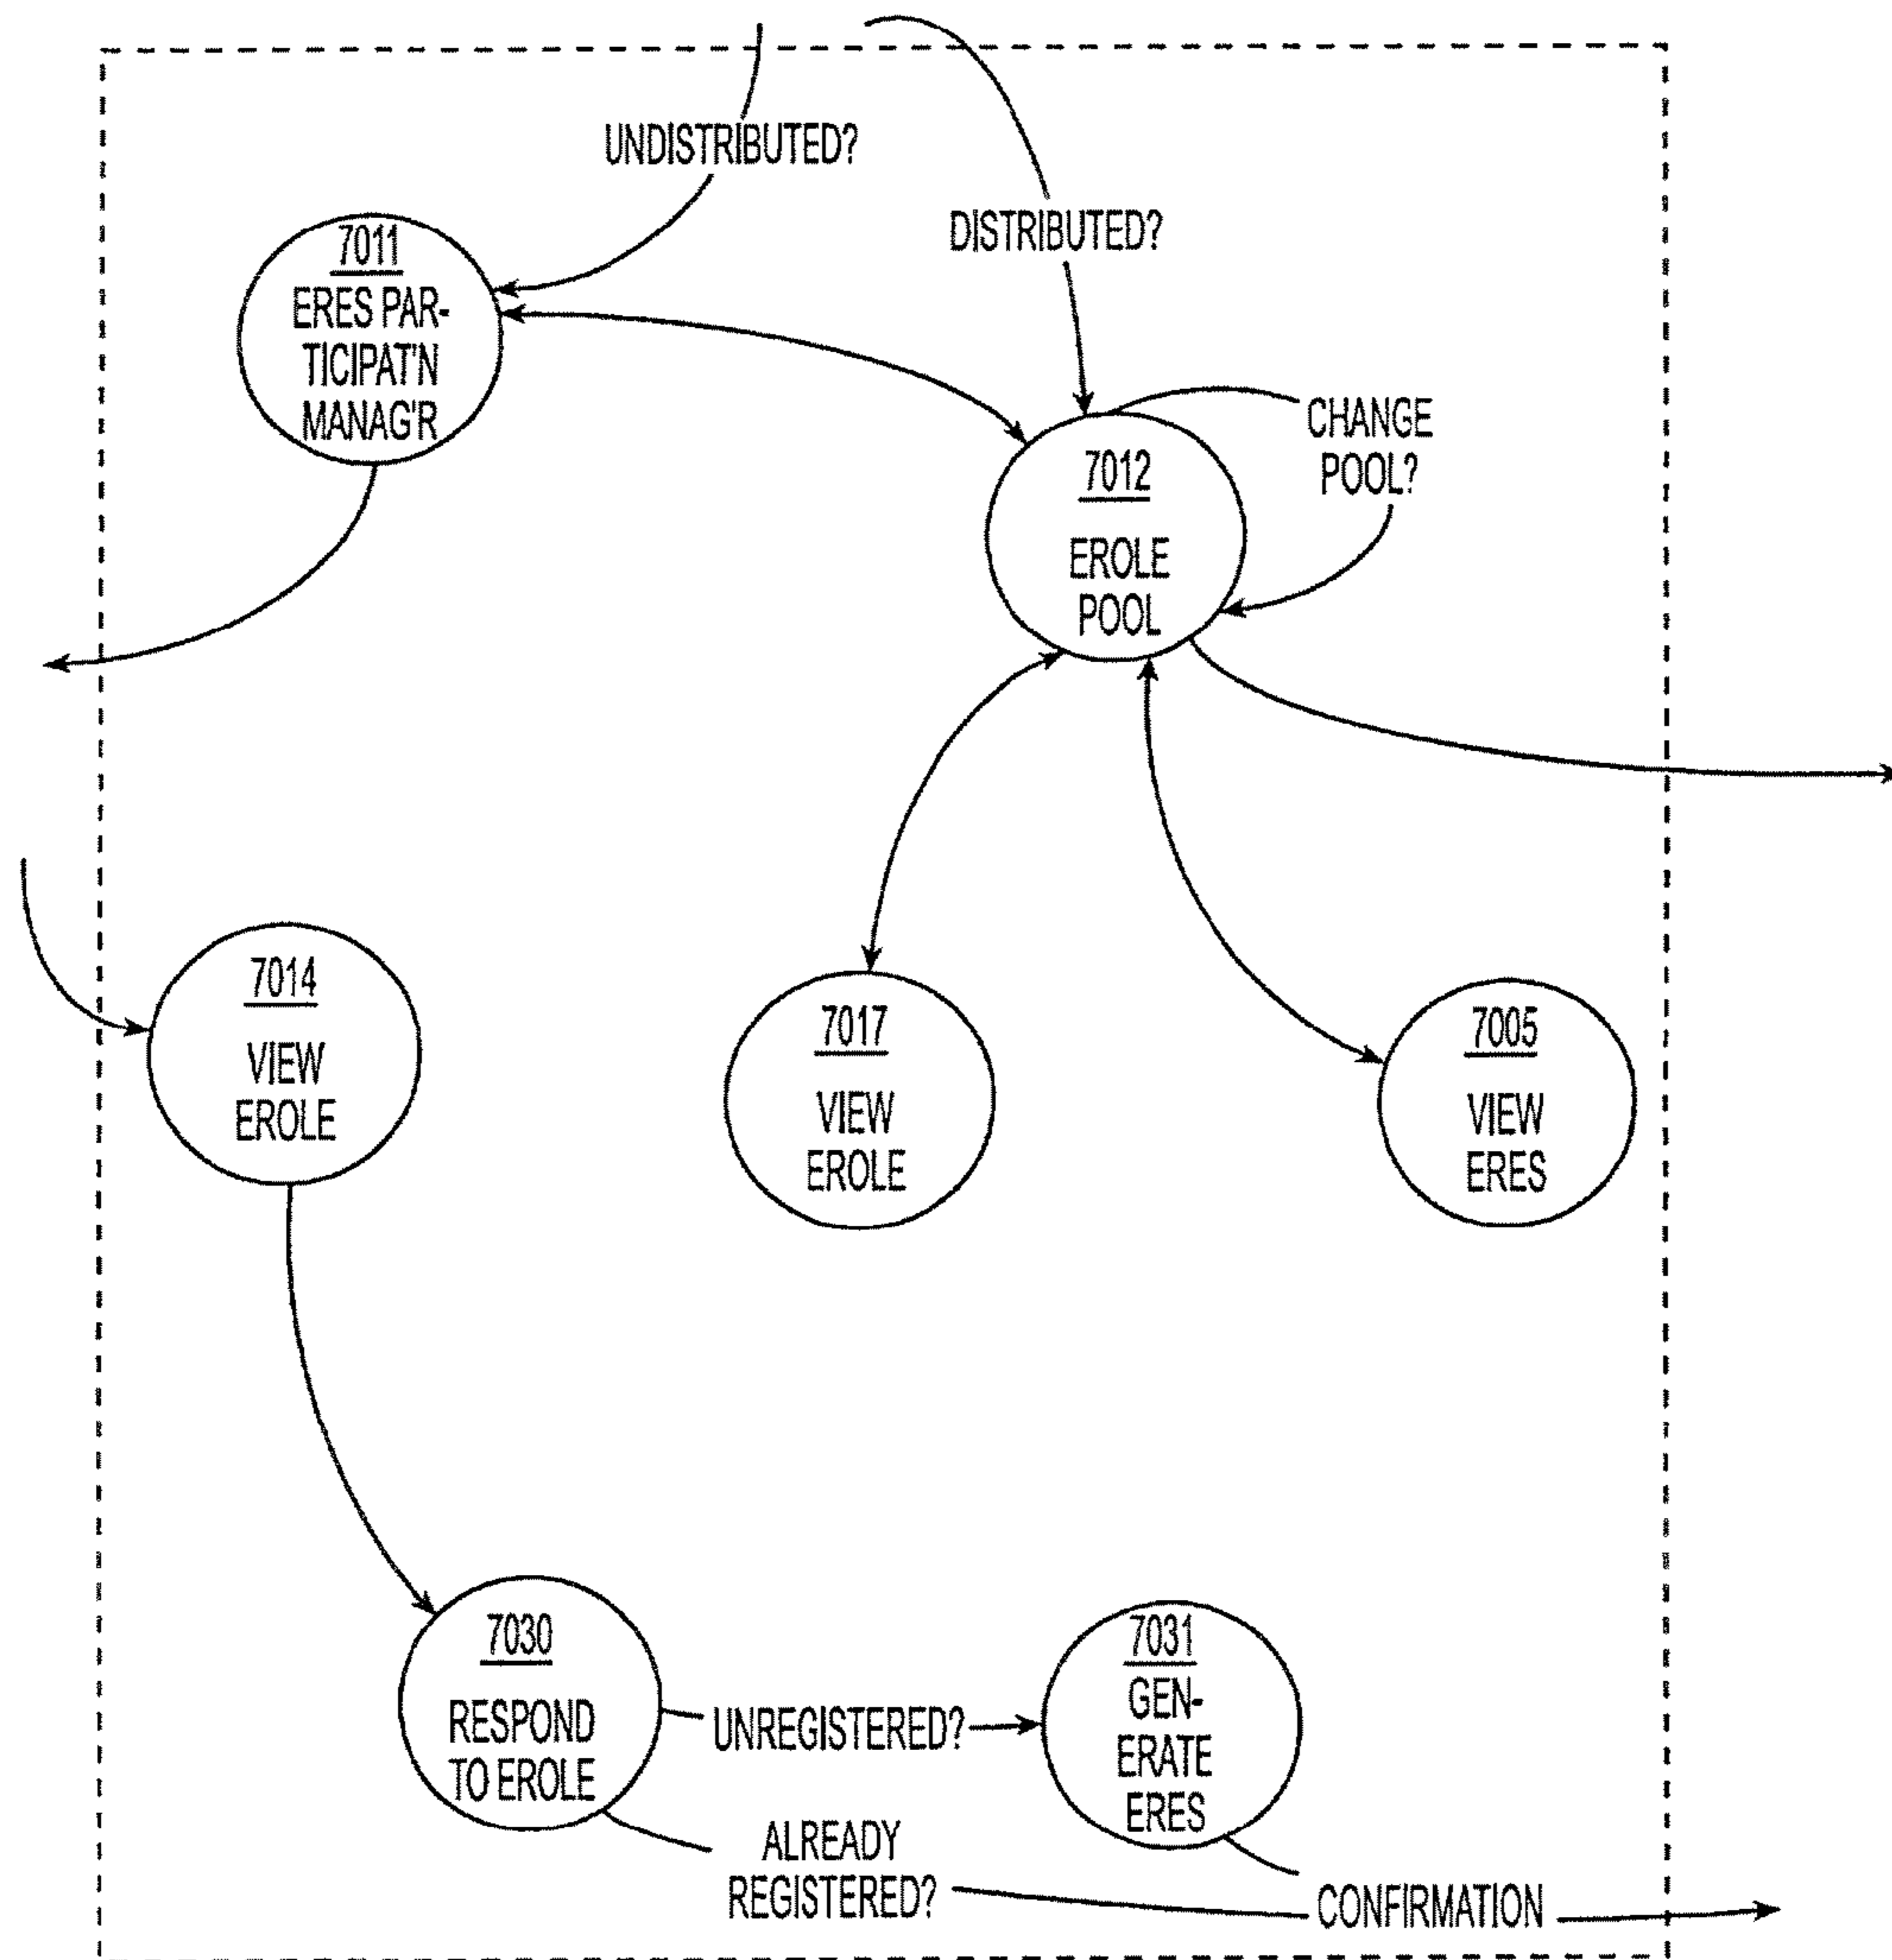 UNDISTRIBUTED?
DISTRIBUTED?
7011
ERES PAR-
TICIPAT'N
MANAG'R
CHANGE
POOL?
7012
EROLE
POOL
7014
VIEW
EROLE
7017
VIEW
EROLE
7005
VIEW
ERES
7030
RESPOND
TO EROLE
UNREGISTERED?
7031
GEN-
ERATE
ERES
ALREADY
REGISTERED?
CONFIRMATION